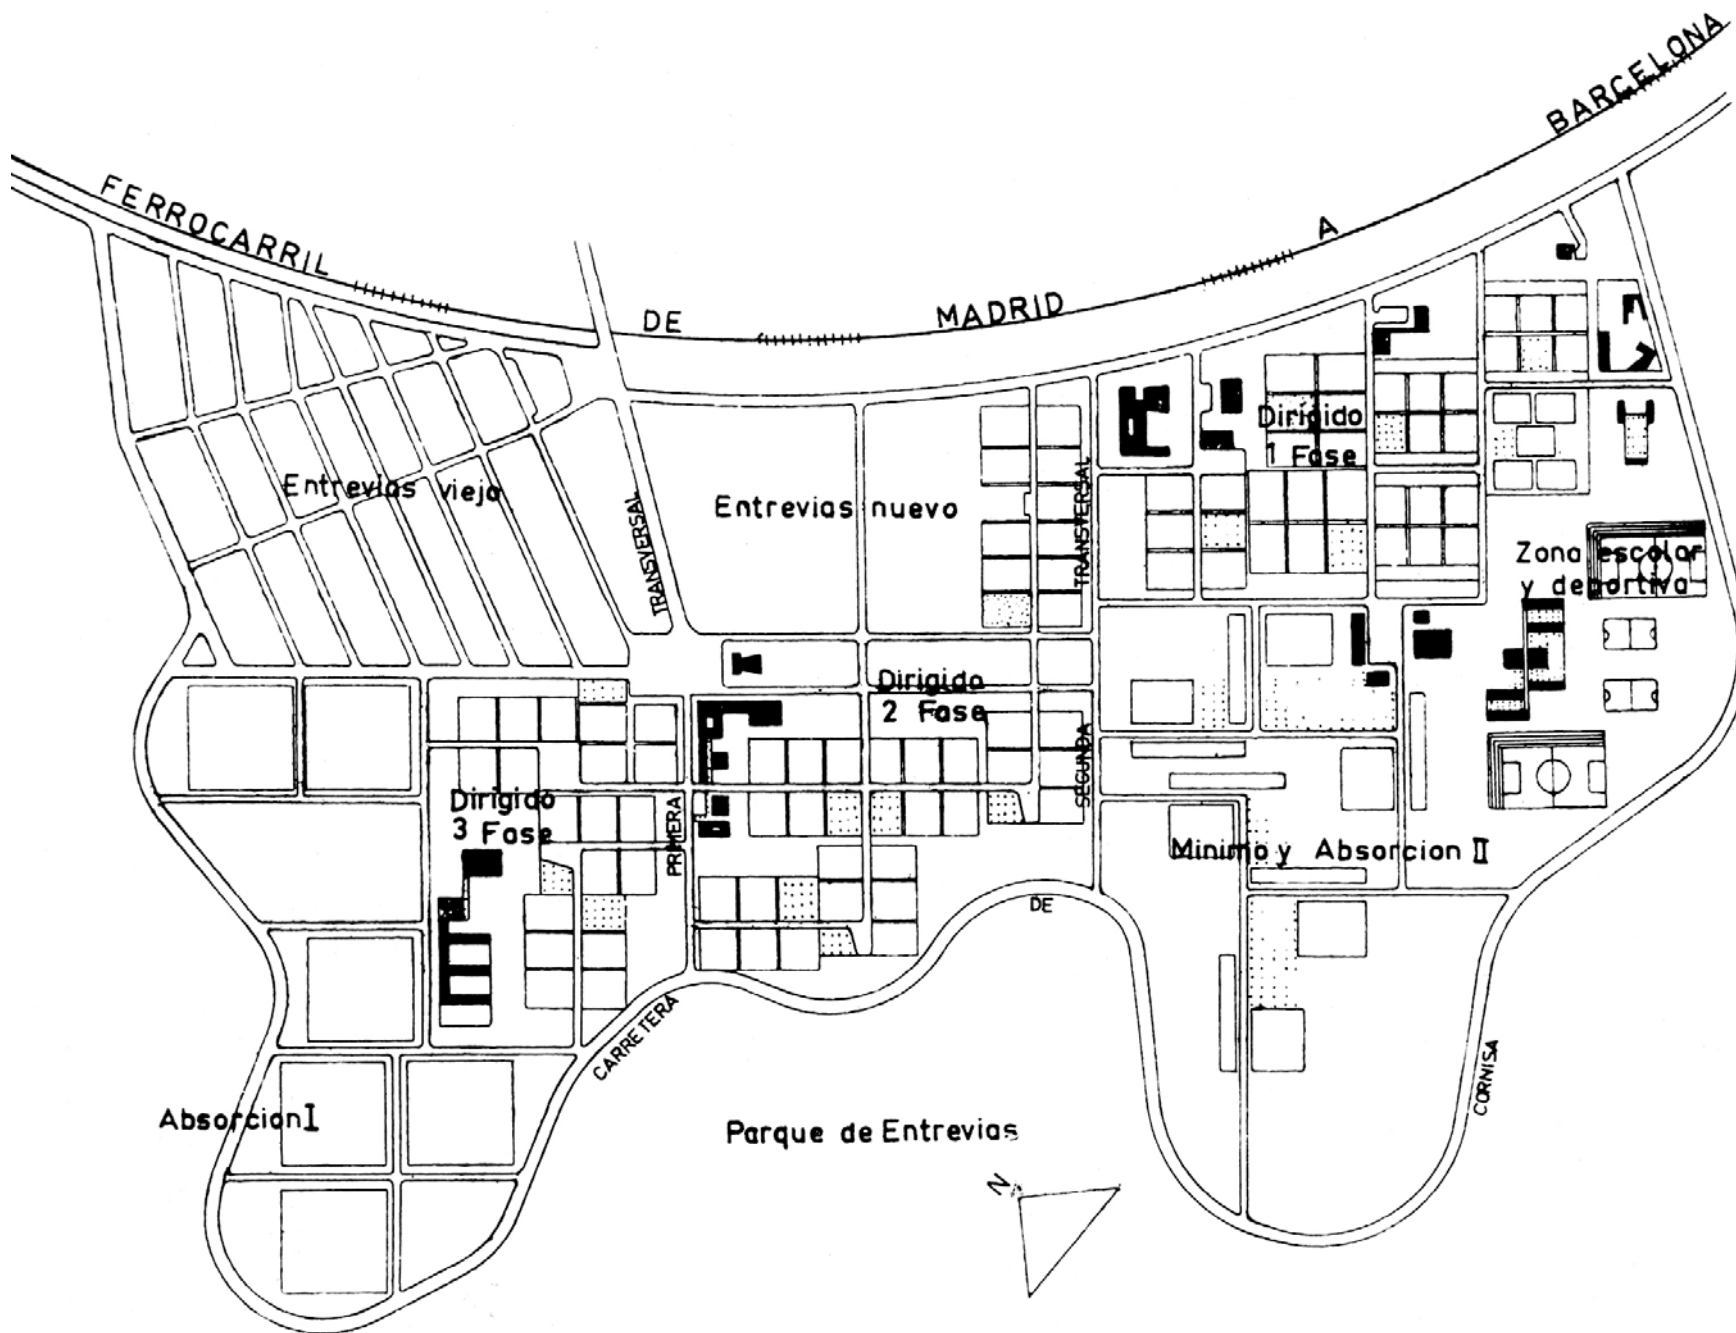 FERROCARRIL DE MADRID A BARCELONA
Dirigido
1 Fase
Entrevias vieja
Entrevias nuevo
TRANSVERSAL
TRANSVERSAL
Zona escolar
y deportiva
Dirigido
2 Fase
Dirigido
3 Fase
PRIMERA
SEGUNDA
Minimo y Absorcion II
CARRETERA
DE
CORNISA
Absorcion I
Parque de Entrevias
N